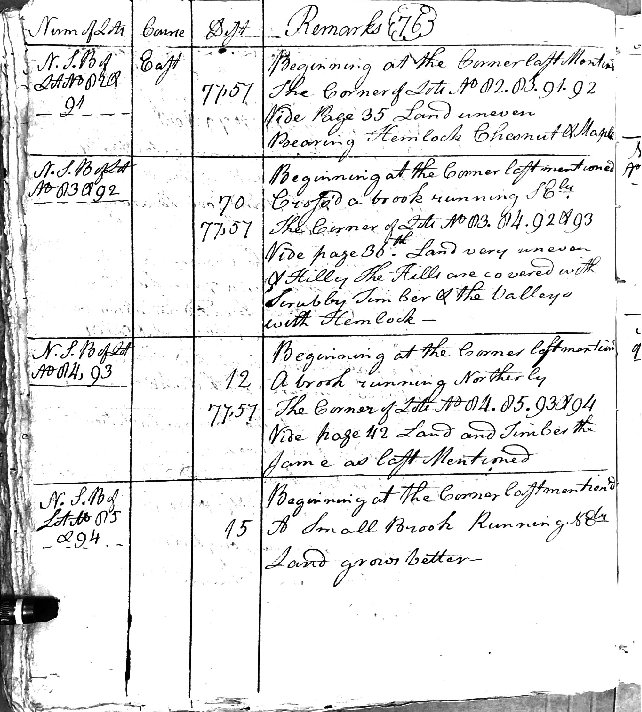 Num of Lots Course Dist Remarks (76)
N. S. B of East Beginning at the Corner last Mention
Lot No 82 & 77,57 The Corner of Lots No 82. 83. 91. 92
91 Vide Page 35 Land uneven
Bearing Hemlock Chesnut & Maple
N. S. B of Lot Beginning at the Corner last mentioned
No 83 & 92 70 Crossd a brook running SEly
77,57 The Corner of Lots No 83. 84. 92 & 93
Vide page 36th. Land very uneven
& Hilly The Hills are covered with
Scrubby Timber & the Valleys
with Hemlock —
N. S. B of Lot Beginning at the Corner last mention
No 84, 93 12 A brook running Northerly
77,57 The Corner of Lots No 84. 85. 93 & 94
Vide page 42 Land and Timber the
Same as last Mentioned
N. S. B of Beginning at the Corner last mentiond
Lot No 85 15 A Small Brook Running
& 94
Land grows better —